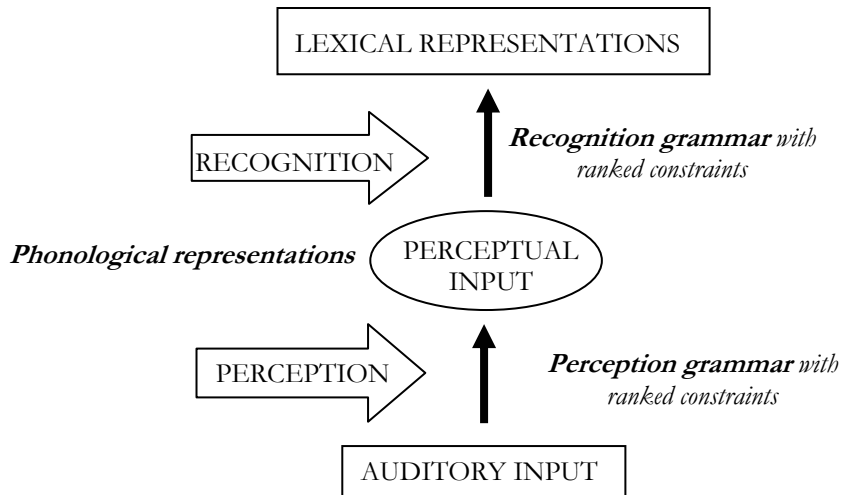 LEXICAL REPRESENTATIONS
Recognition grammar with
ranked constraints
RECOGNITION
Phonological representations
PERCEPTUAL
INPUT
Perception grammar with
ranked constraints
PERCEPTION
AUDITORY INPUT